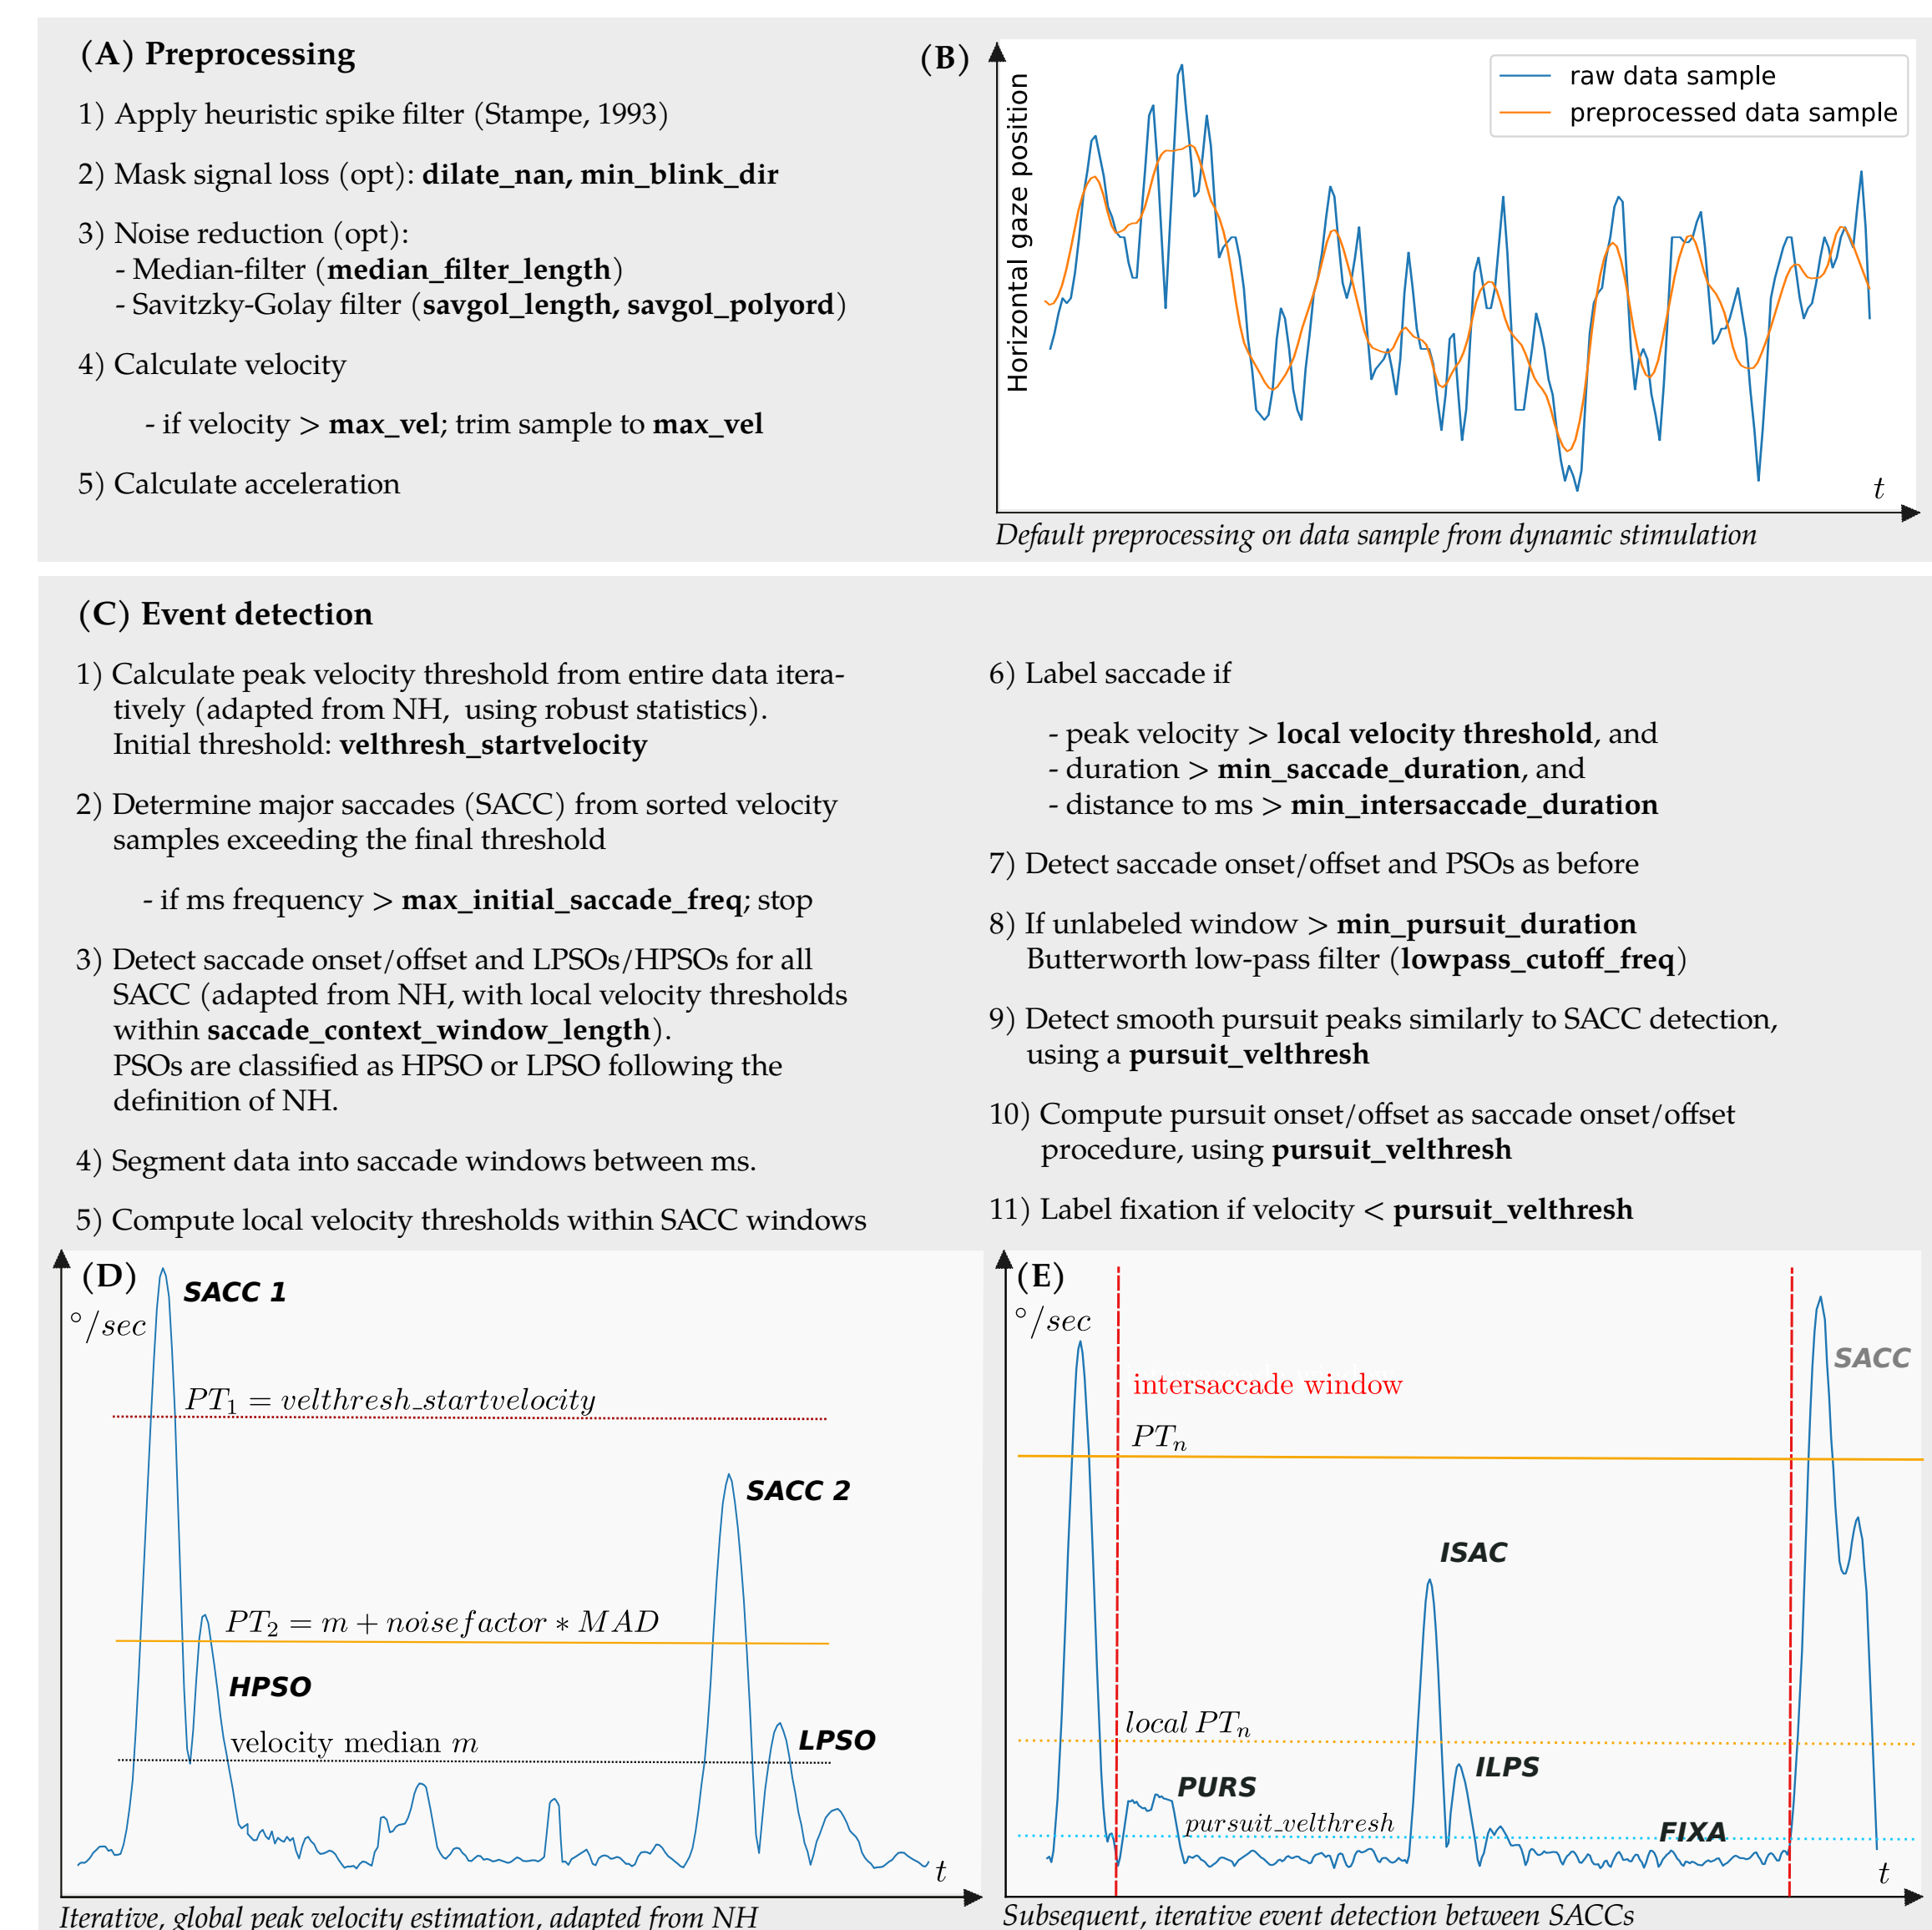 (A) Preprocessing
1) Apply heuristic spike filter (Stampe, 1993)
2) Mask signal loss (opt): dilate_nan, min_blink_dir
3) Noise reduction (opt):
- Median-filter (median_filter_length)
- Savitzky-Golay filter (savgol_length, savgol_polyord)
4) Calculate velocity
- if velocity > max_vel; trim sample to max_vel
5) Calculate acceleration
(B)
Horizontal gaze position
raw data sample
preprocessed data sample
t
Default preprocessing on data sample from dynamic stimulation
(C) Event detection
1) Calculate peak velocity threshold from entire data itera-
tively (adapted from NH, using robust statistics).
Initial threshold: velthresh_startvelocity
2) Determine major saccades (SACC) from sorted velocity
samples exceeding the final threshold
- if ms frequency > max_initial_saccade_freq; stop
3) Detect saccade onset/offset and LPSOs/HPSOs for all
SACC (adapted from NH, with local velocity thresholds
within saccade_context_window_length).
PSOs are classified as HPSO or LPSO following the
definition of NH.
4) Segment data into saccade windows between ms.
5) Compute local velocity thresholds within SACC windows
6) Label saccade if
- peak velocity > local velocity threshold, and
- duration > min_saccade_duration, and
- distance to ms > min_intersaccade_duration
7) Detect saccade onset/offset and PSOs as before
8) If unlabeled window > min_pursuit_duration
Butterworth low-pass filter (lowpass_cutoff_freq)
9) Detect smooth pursuit peaks similarly to SACC detection,
using a pursuit_velthresh
10) Compute pursuit onset/offset as saccade onset/offset
procedure, using pursuit_velthresh
11) Label fixation if velocity < pursuit_velthresh
(D)
SACC 1
°/sec
PT₁ = velthresh_startvelocity
SACC 2
PT₂ = m + noisefactor ∗ MAD
HPSO
velocity median m
LPSO
t
Iterative, global peak velocity estimation, adapted from NH
(E)
°/sec
SACC
intersaccade window
PTₙ
ISAC
local PTₙ
ILPS
PURS
pursuit_velthresh
FIXA
t
Subsequent, iterative event detection between SACCs